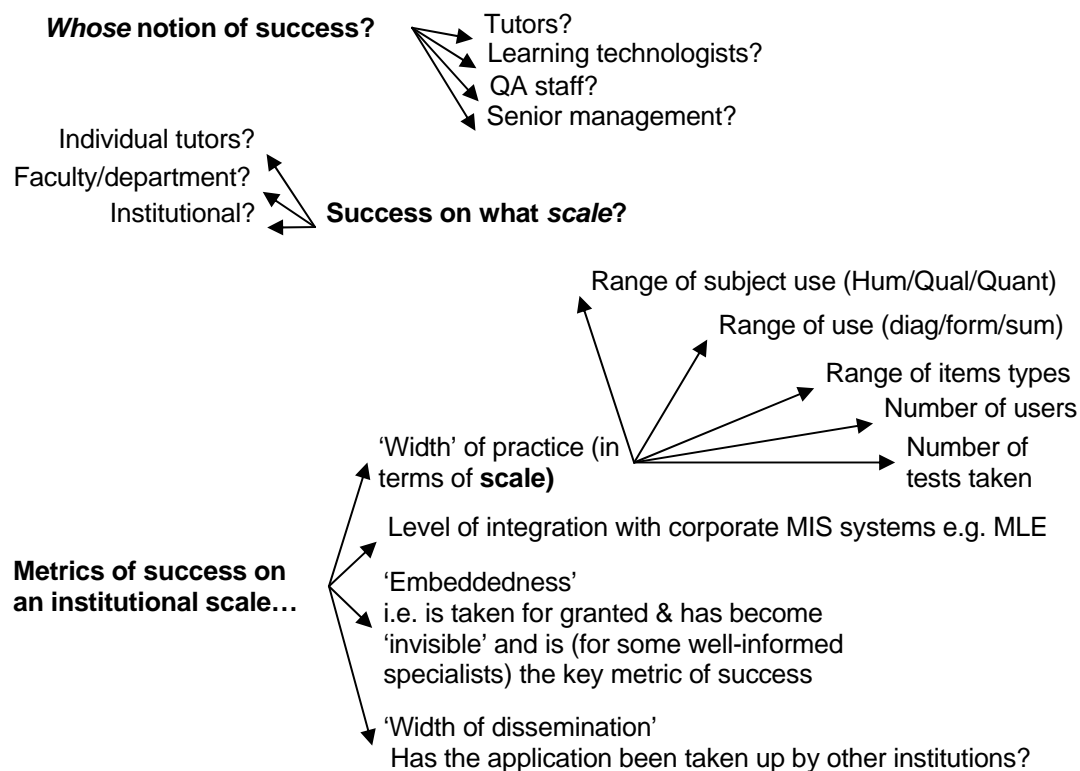 Whose notion of success?
Tutors?
Learning technologists?
QA staff?
Senior management?
Individual tutors?
Faculty/department?
Institutional?
Success on what scale?
Range of subject use (Hum/Qual/Quant)
Range of use (diag/form/sum)
Range of items types
Number of users
Number of
tests taken
‘Width’ of practice (in
terms of scale)
Level of integration with corporate MIS systems e.g. MLE
Metrics of success on
an institutional scale…
‘Embeddedness’
i.e. is taken for granted & has become
‘invisible’ and is (for some well-informed
specialists) the key metric of success
‘Width of dissemination’
Has the application been taken up by other institutions?